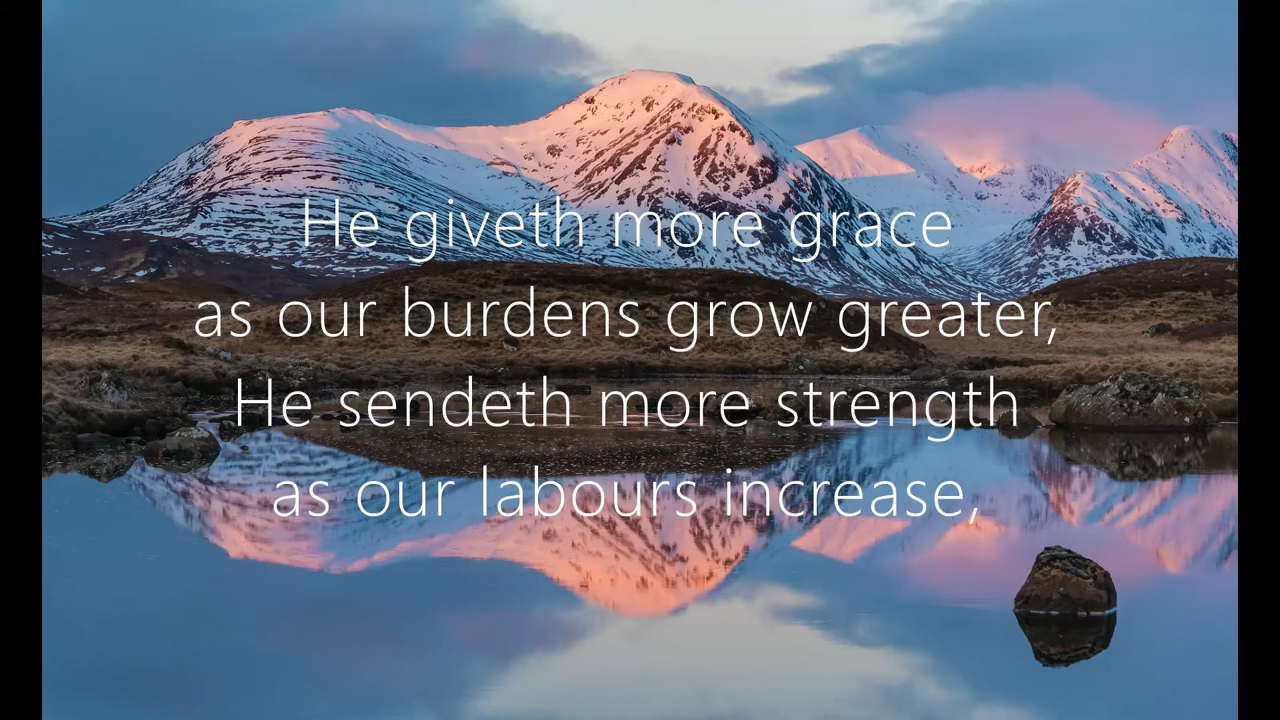 He giveth more grace
as our burdens grow greater,
He sendeth more strength
as our labours increase,